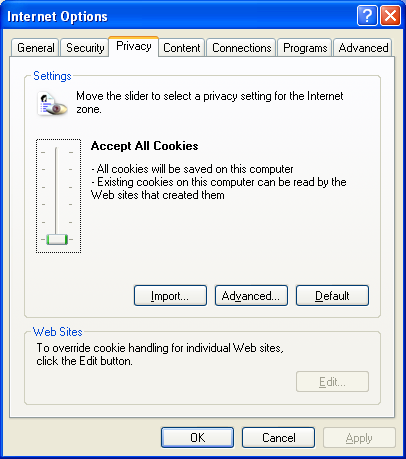 Internet Options
General Security Privacy Content Connections Programs Advanced
Settings
Move the slider to select a privacy setting for the Internet
zone.
Accept All Cookies
- All cookies will be saved on this computer
- Existing cookies on this computer can be read by the
Web sites that created them
Import... Advanced... Default
Web Sites
To override cookie handling for individual Web sites,
click the Edit button.
Edit...
OK Cancel Apply